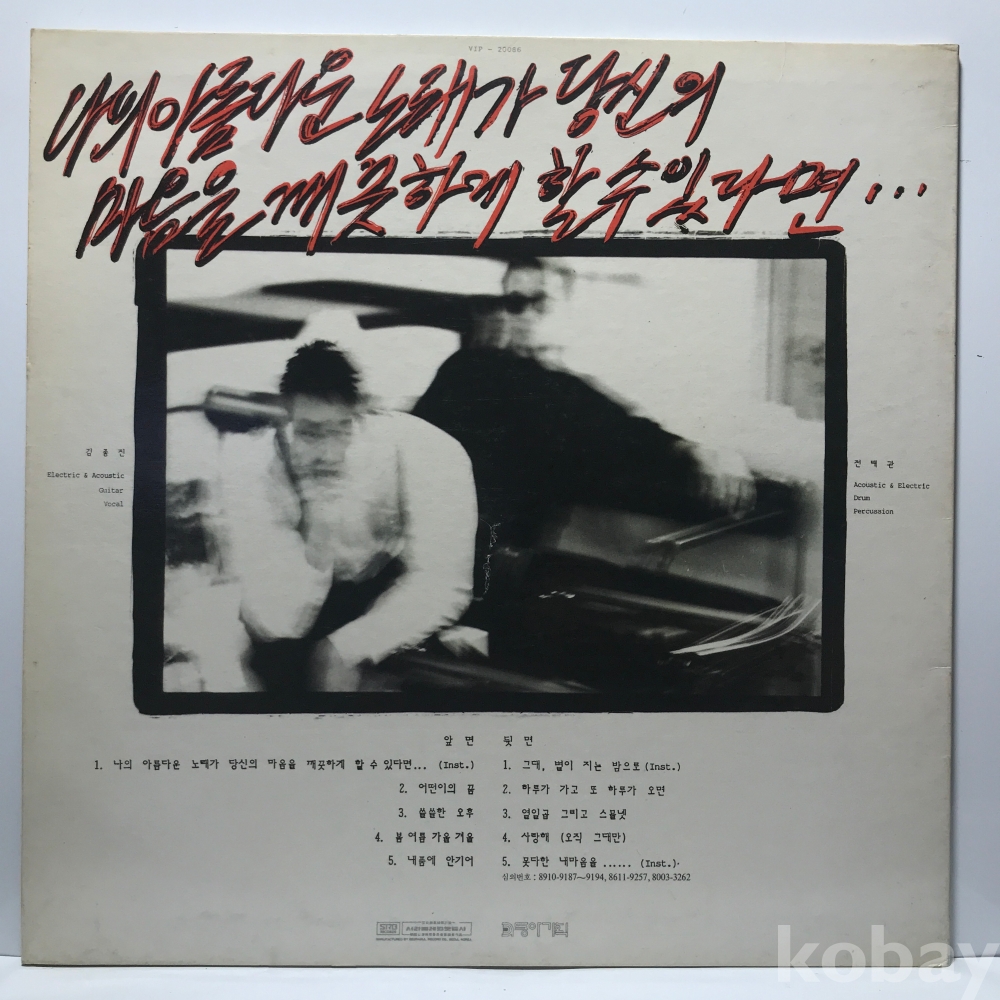 VIP - 20086
나의 아름다운 노래가 당신의
마음을 깨끗하게 할 수 있다면...
김종진
Electric & Acoustic
Guitar
Vocal
전태관
Acoustic & Electric
Drum
Percussion
앞면
1. 나의 아름다운 노래가 당신의 마음을 깨끗하게 할 수 있다면... (Inst.)
2. 어떤이의 꿈
3. 쓸쓸한 오후
4. 봄 여름 가을 겨울
5. 내품에 안기어
뒷면
1. 그대, 별이 지는 밤으로 (Inst.)
2. 하루가 가고 또 하루가 오면
3. 열일곱 그리고 스물넷
4. 사랑해 (오직 그대만)
5. 못다한 내마음을 ...... (Inst.)
심의번호 : 8910-9187~9194, 8611-9257, 8003-3262
동아기획
kobay